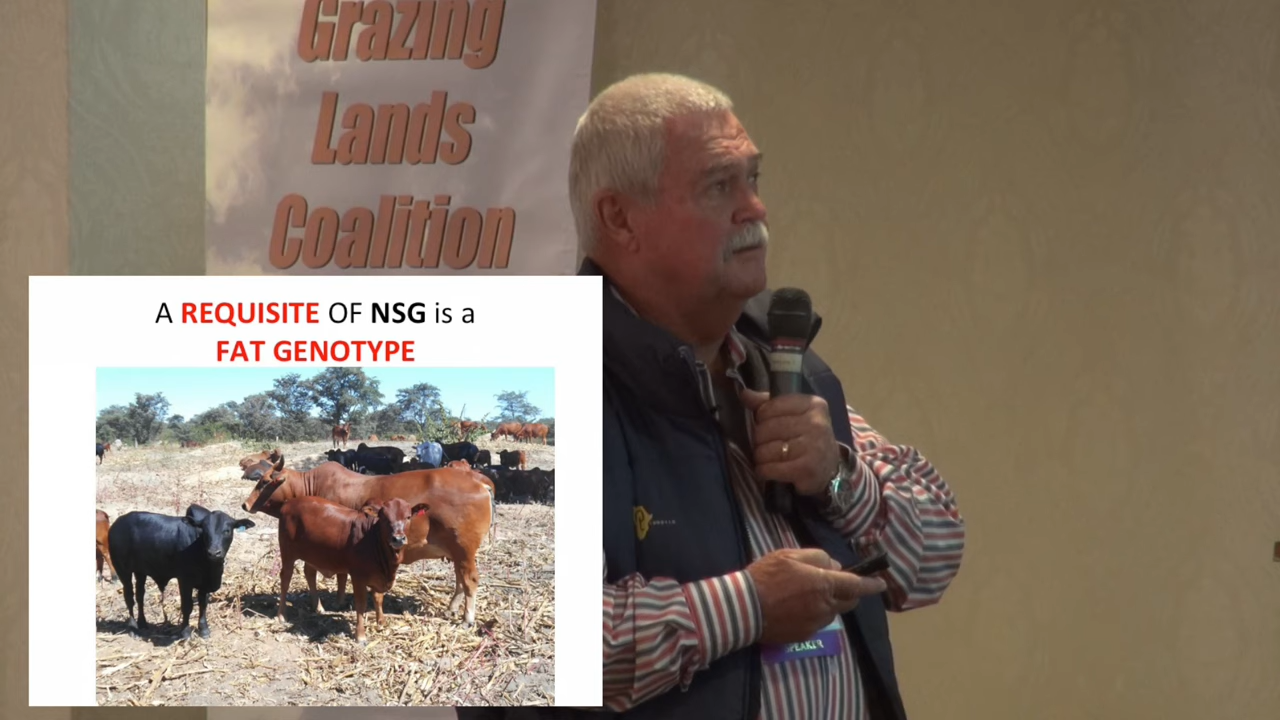 Grazing
Lands
Coalition
A REQUISITE OF NSG is a
FAT GENOTYPE
SPEAKER